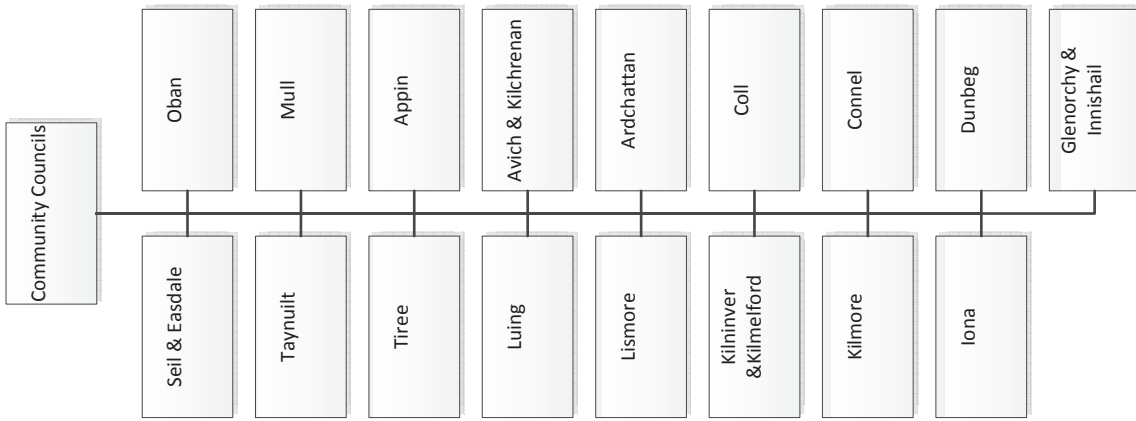 Community Councils
Seil & Easdale
Oban
Taynuilt
Mull
Tiree
Appin
Luing
Avich & Kilchrenan
Lismore
Ardchattan
Kilninver
&Kilmelford
Coll
Kilmore
Connel
Iona
Dunbeg
Glenorchy &
Innishail